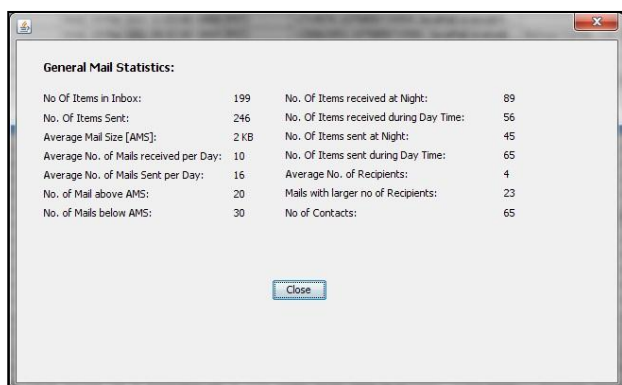 General Mail Statistics:
No Of Items in Inbox: 199
No. Of Items Sent: 246
Average Mail Size [AMS]: 2 KB
Average No. of Mails received per Day: 10
Average No. of Mails Sent per Day: 16
No. of Mail above AMS: 20
No. of Mails below AMS: 30
No. Of Items received at Night: 89
No. Of Items received during Day Time: 56
No. Of Items sent at Night: 45
No. Of Items sent during Day Time: 65
Average No. of Recipients: 4
Mails with larger no of Recipients: 23
No of Contacts: 65
Close